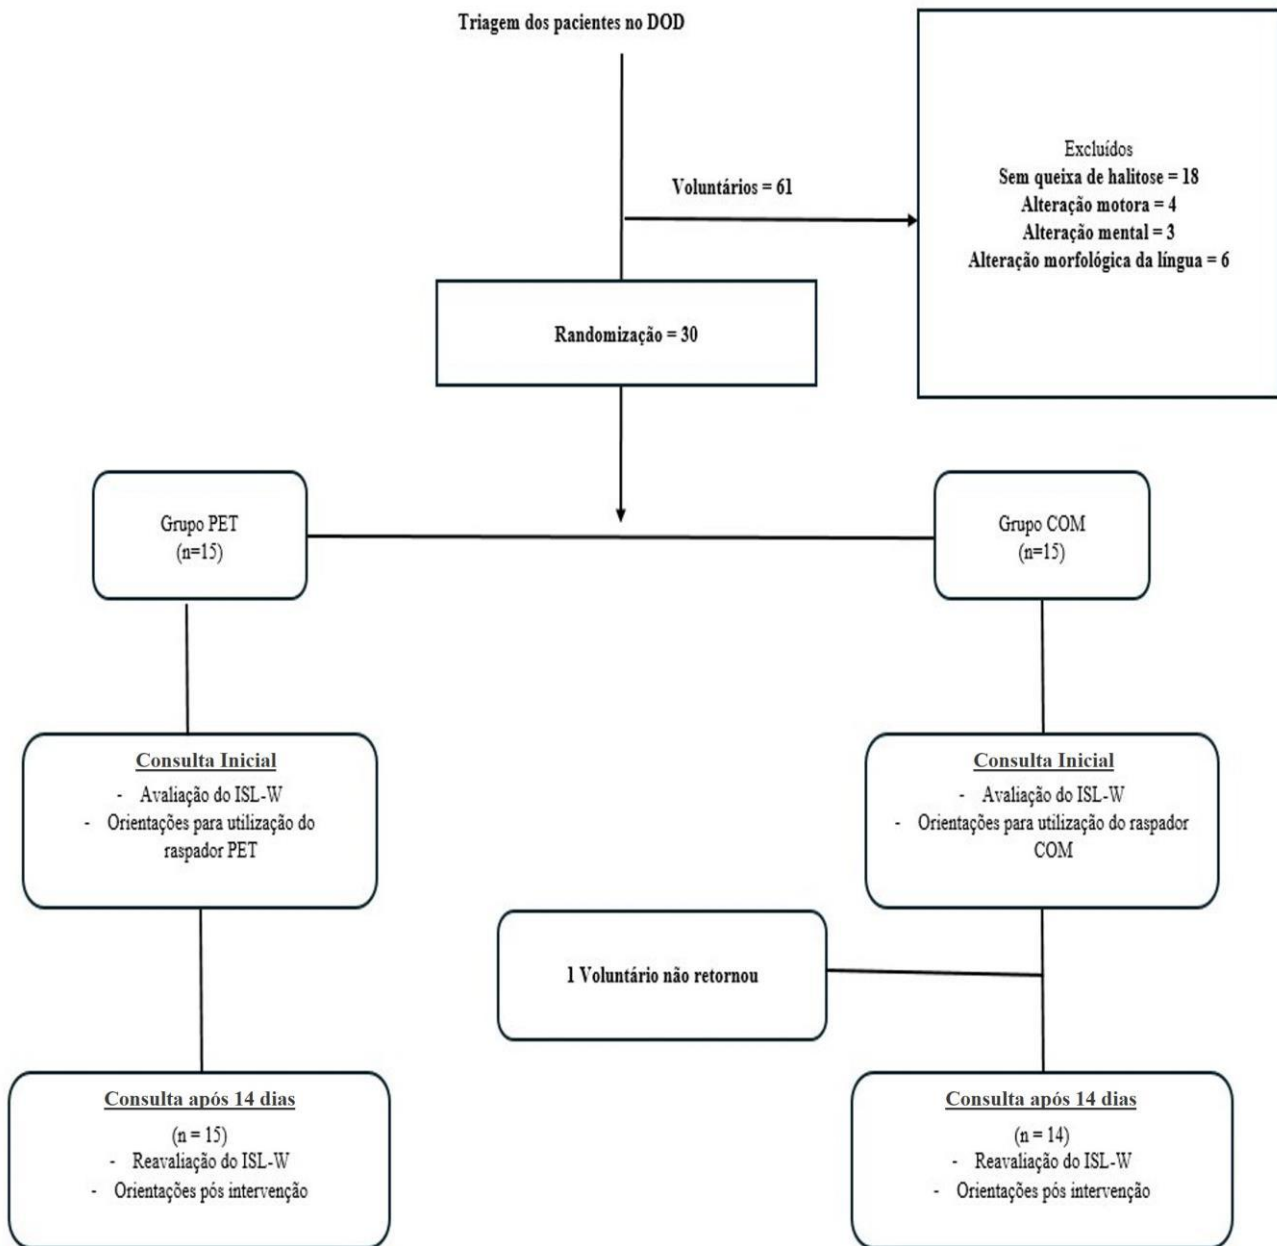 Triagem dos pacientes no DOD
Voluntários = 61
Excluídos
Sem queixa de halitose = 18
Alteração motora = 4
Alteração mental = 3
Alteração morfológica da língua = 6
Randomização = 30
Grupo PET
(n=15)
Grupo COM
(n=15)
Consulta Inicial
- Avaliação do ISL-W
- Orientações para utilização do
raspador PET
Consulta Inicial
- Avaliação do ISL-W
- Orientações para utilização do raspador
COM
1 Voluntário não retornou
Consulta após 14 dias
(n = 15)
- Reavaliação do ISL-W
- Orientações pós intervenção
Consulta após 14 dias
(n = 14)
- Reavaliação do ISL-W
- Orientações pós intervenção